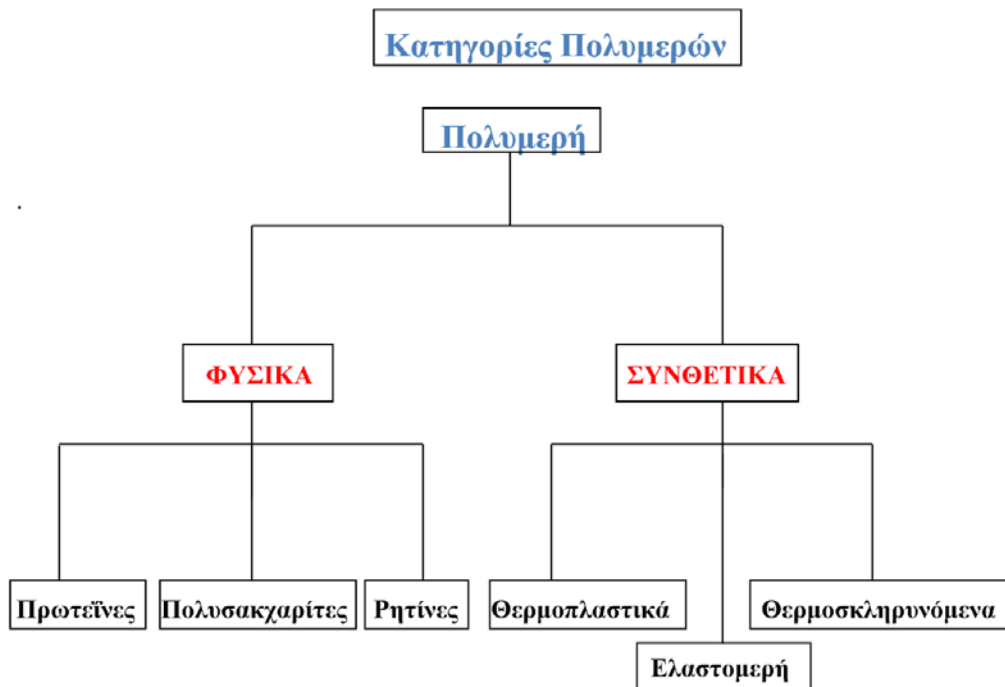 Κατηγορίες Πολυμερών
Πολυμερή
.
ΦΥΣΙΚΑ
ΣΥΝΘΕΤΙΚΑ
Πρωτεΐνες
Πολυσακχαρίτες
Ρητίνες
Θερμοπλαστικά
Θερμοσκληρυνόμενα
Ελαστομερή